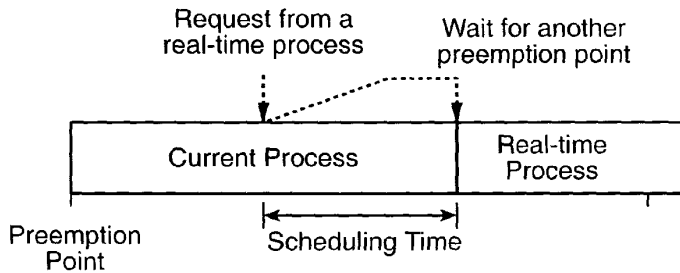 Request from a
real-time process
Wait for another
preemption point
Current Process
Real-time
Process
Preemption
Point
Scheduling Time